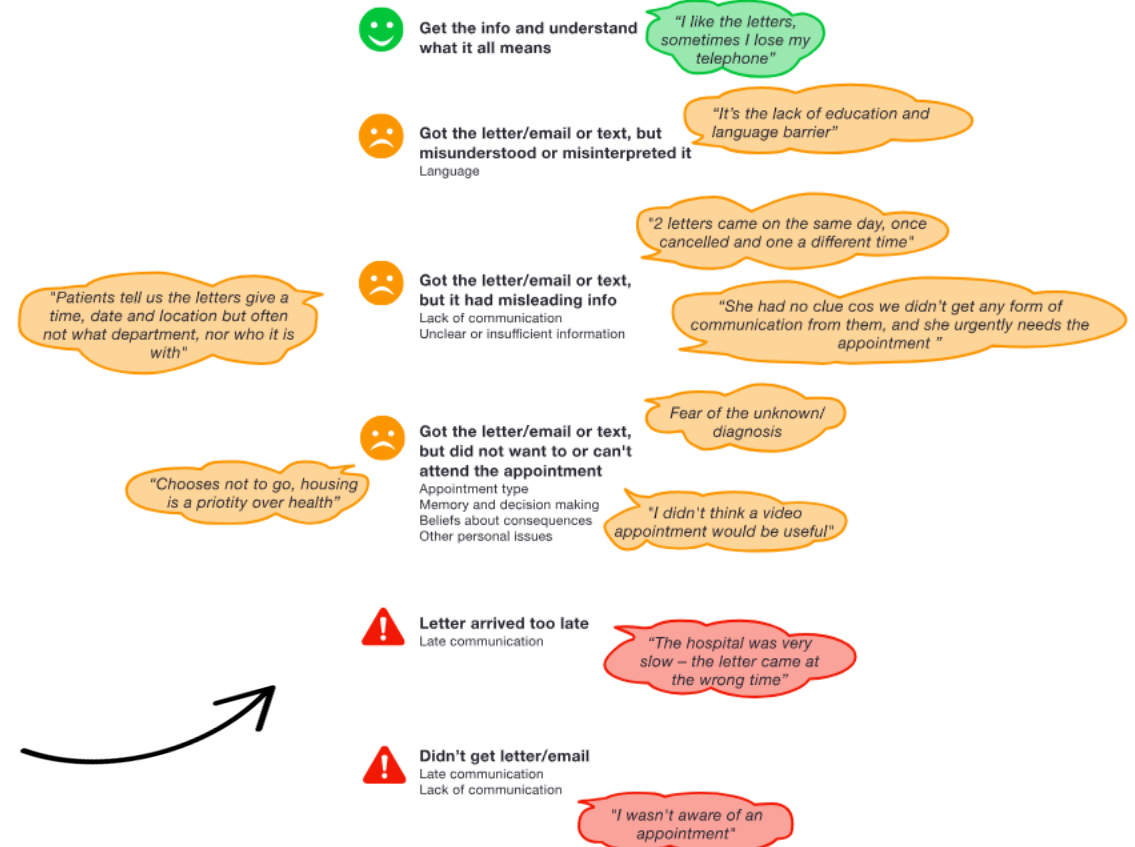 Get the info and understand
what it all means
“I like the letters,
sometimes I lose my
telephone”
Got the letter/email or text, but
misunderstood or misinterpreted it
Language
“It’s the lack of education and
language barrier”
Got the letter/email or text,
but it had misleading info
Lack of communication
Unclear or insufficient information
"2 letters came on the same day, once
cancelled and one a different time"
"Patients tell us the letters give a
time, date and location but often
not what department, nor who it is
with"
“She had no clue cos we didn’t get any form of
communication from them, and she urgently needs the
appointment ”
Got the letter/email or text,
but did not want to or can't
attend the appointment
Appointment type
Memory and decision making
Beliefs about consequences
Other personal issues
Fear of the unknown/
diagnosis
“Chooses not to go, housing
is a priotity over health”
"I didn't think a video
appointment would be useful"
Letter arrived too late
Late communication
“The hospital was very
slow – the letter came at
the wrong time”
Didn’t get letter/email
Late communication
Lack of communication
"I wasn't aware of an
appointment"